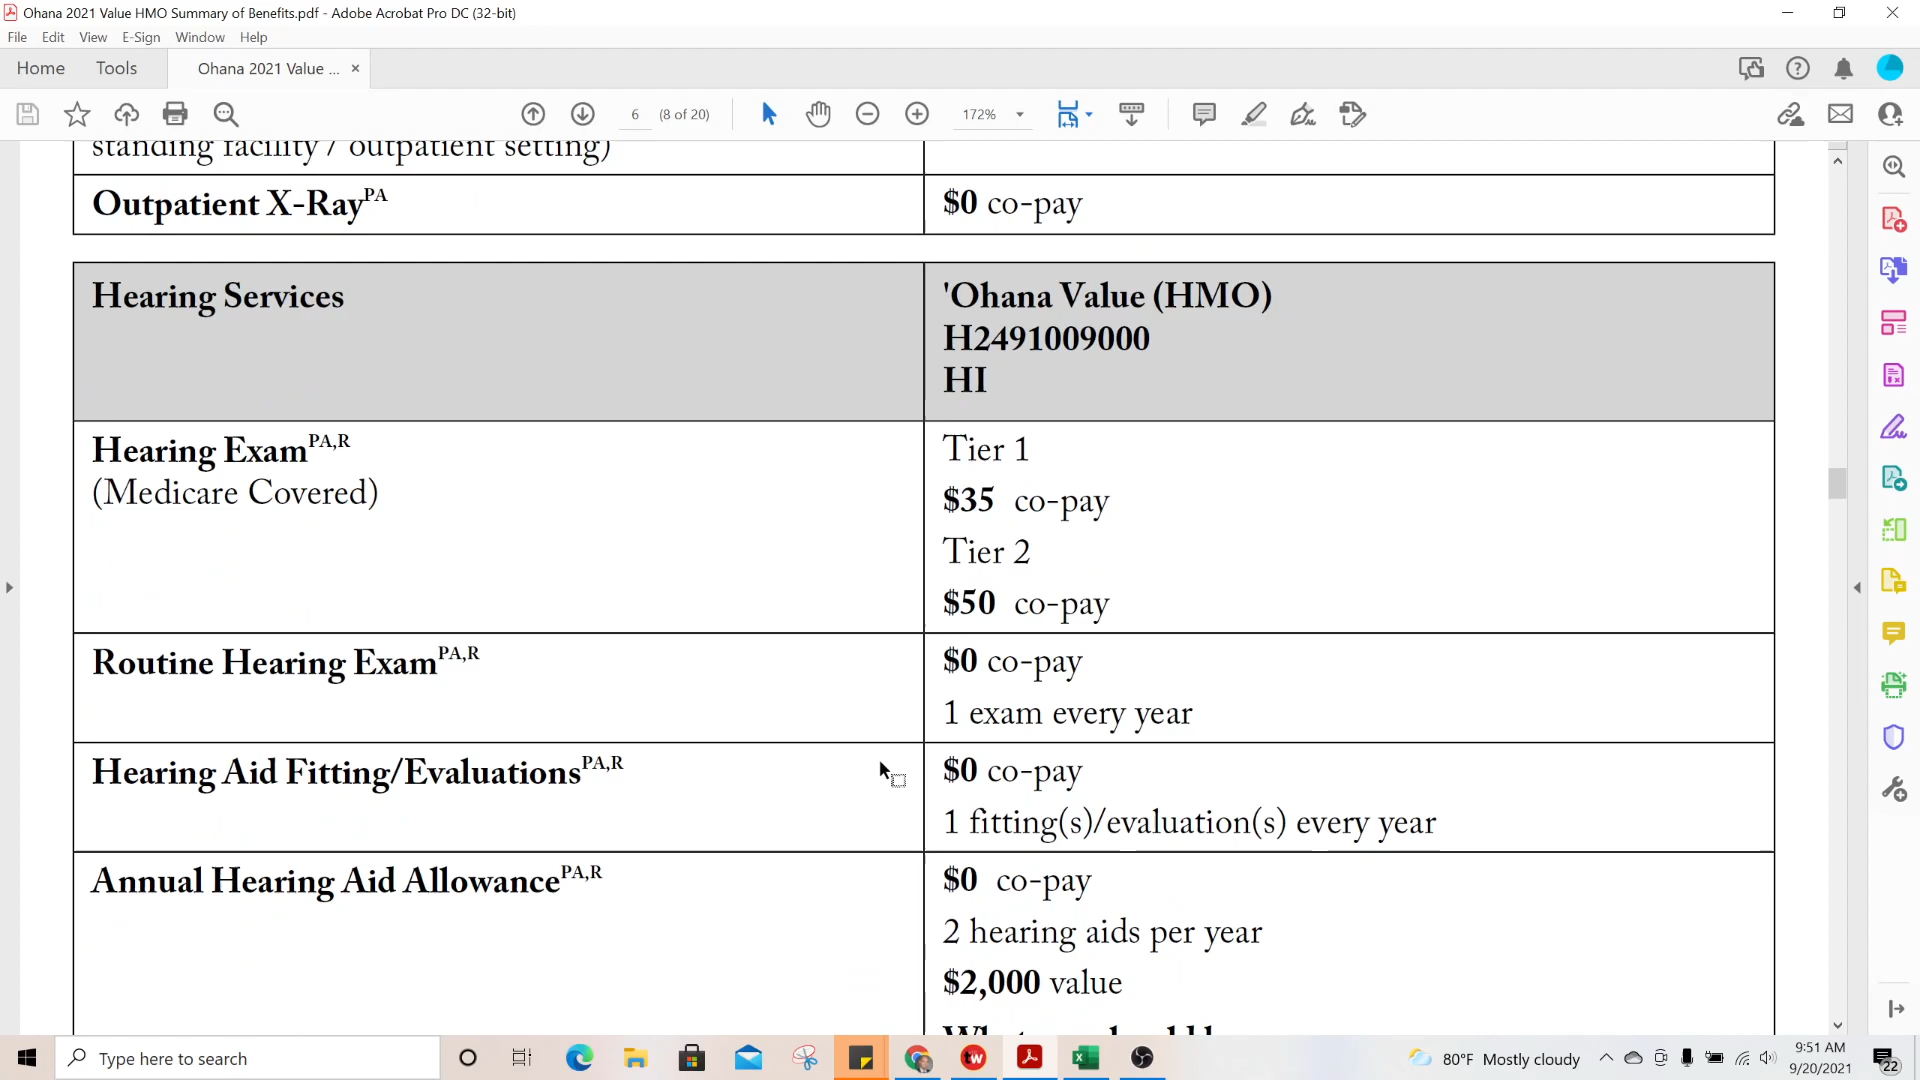 Ohana 2021 Value HMO Summary of Benefits.pdf - Adobe Acrobat Pro DC (32-bit)
File Edit View E-Sign Window Help
Home Tools Ohana 2021 Value ... ×
6 (8 of 20) 172%
standing facility / outpatient setting)
Outpatient X-RayPA $0 co-pay
Hearing Services 'Ohana Value (HMO)
H2491009000
HI
Hearing ExamPA,R Tier 1
(Medicare Covered) $35 co-pay
Tier 2
$50 co-pay
Routine Hearing ExamPA,R $0 co-pay
1 exam every year
Hearing Aid Fitting/EvaluationsPA,R $0 co-pay
1 fitting(s)/evaluation(s) every year
Annual Hearing Aid AllowancePA,R $0 co-pay
2 hearing aids per year
$2,000 value
Type here to search tw 80°F Mostly cloudy 9:51 AM
9/20/2021 22